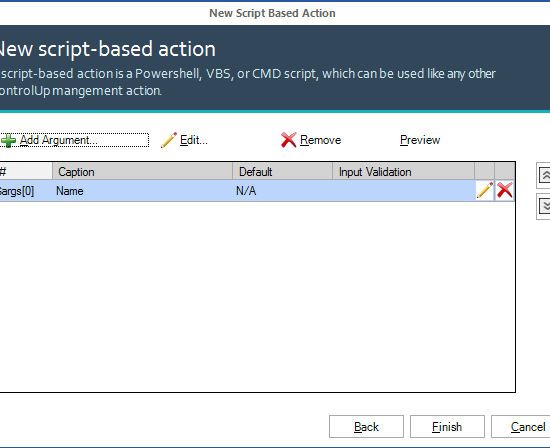 New Script Based Action
New script-based action
script-based action is a Powershell, VBS, or CMD script, which can be used like any other
ontrolUp mangement action.
Add Argument... Edit... Remove Preview
# Caption Default Input Validation
$args[0] Name N/A
Back Finish Cancel